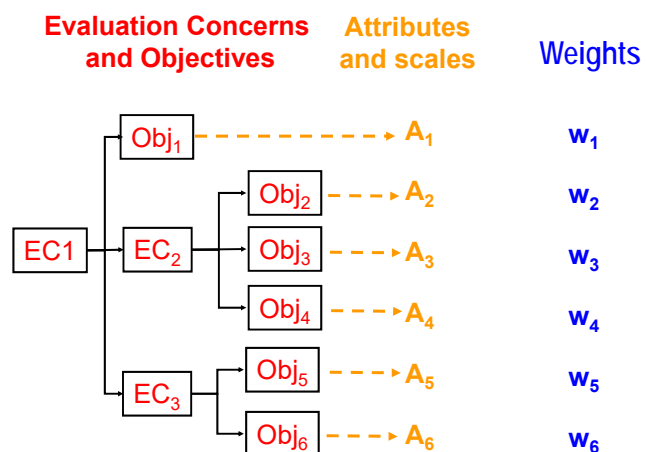 Evaluation Concerns and Objectives
Attributes and scales
Weights
Obj₁ A₁ w₁
Obj₂ A₂ w₂
EC1 EC₂ Obj₃ A₃ w₃
Obj₄ A₄ w₄
EC₃ Obj₅ A₅ w₅
Obj₆ A₆ w₆